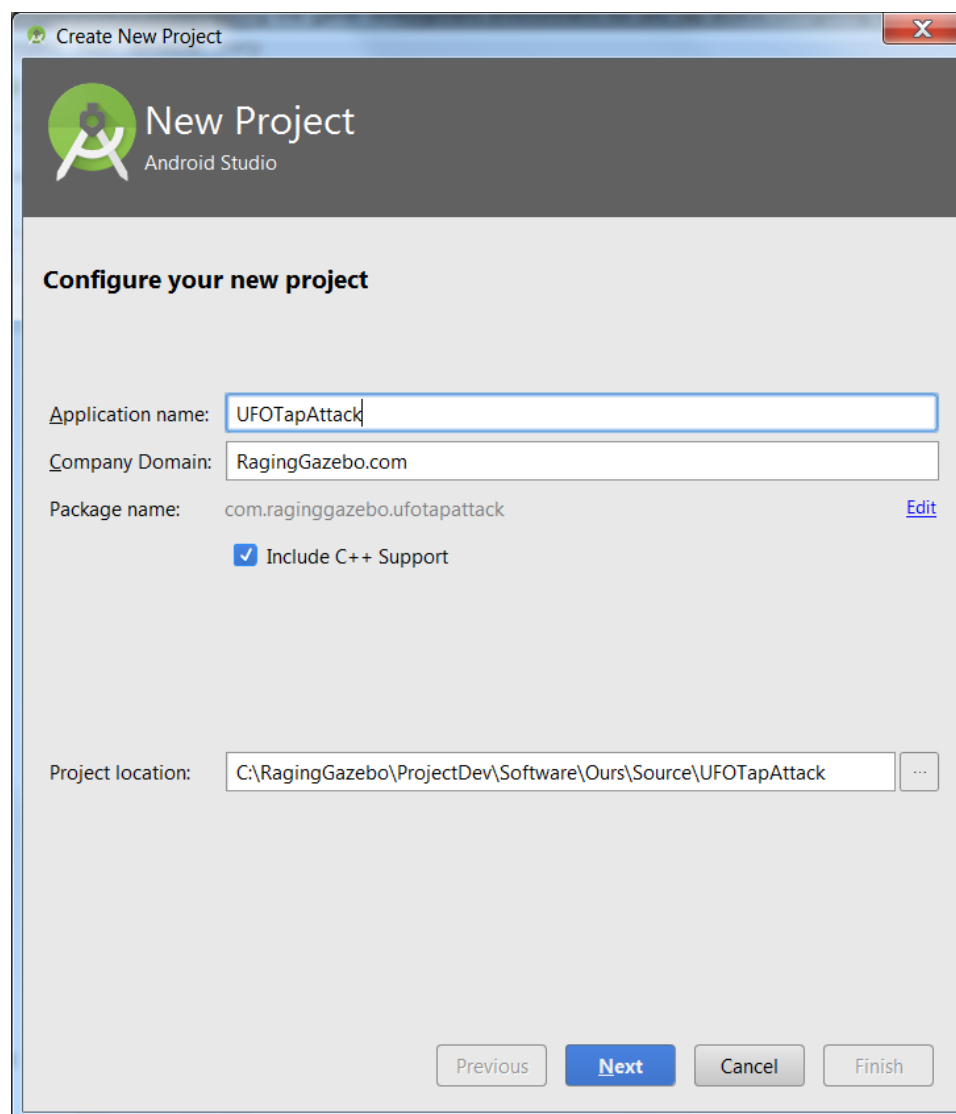 Create New Project
New Project
Android Studio
Configure your new project
Application name: UFOTapAttack
Company Domain: RagingGazebo.com
Package name: com.raginggazebo.ufotapattack Edit
Include C++ Support
Project location: C:\RagingGazebo\ProjectDev\Software\Ours\Source\UFOTapAttack ...
Previous Next Cancel Finish